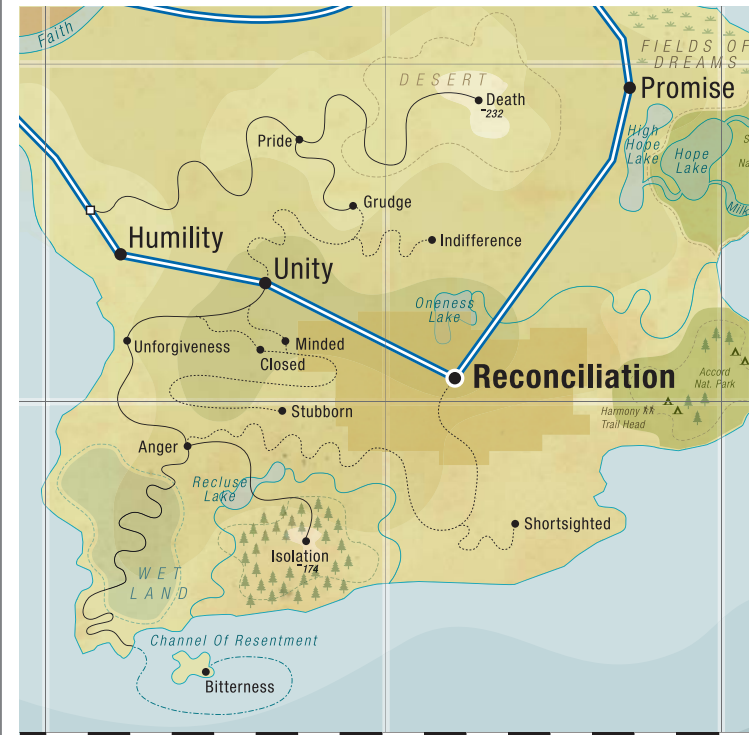 Faith
FIELDS OF
DREAMS
DESERT
Promise
Death
-232
Pride
High
Hope
Lake
Hope
Lake
S
Na
Milk
Grudge
Humility
Indifference
Unity
Oneness
Lake
Unforgiveness
Minded
Closed
Reconciliation
Accord
Nat. Park
Stubborn
Harmony
Trail Head
Anger
Recluse
Lake
Shortsighted
Isolation
-174
WET
LAND
Channel Of Resentment
Bitterness